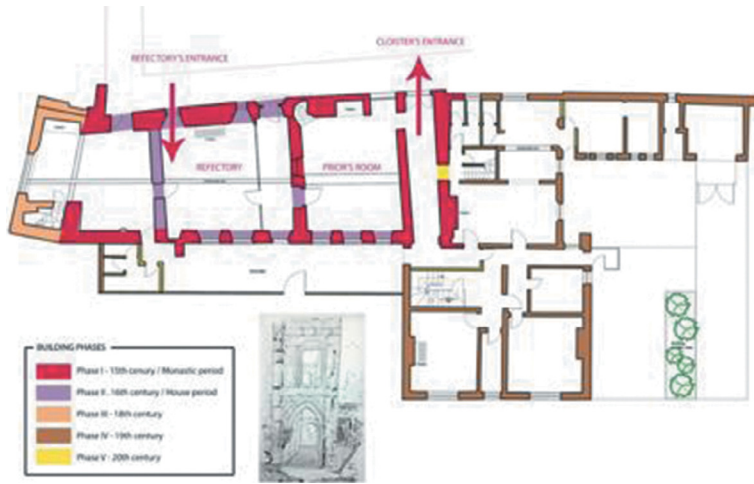 CLOISTER'S ENTRANCE
REFECTORY'S ENTRANCE
REFECTORY
PRIOR'S ROOM
BUILDING PHASES
Phase I - 15th cenury / Monastic period
Phase II - 16th century / House period
Phase III - 18th century
Phase IV - 19th century
Phase V - 20th century